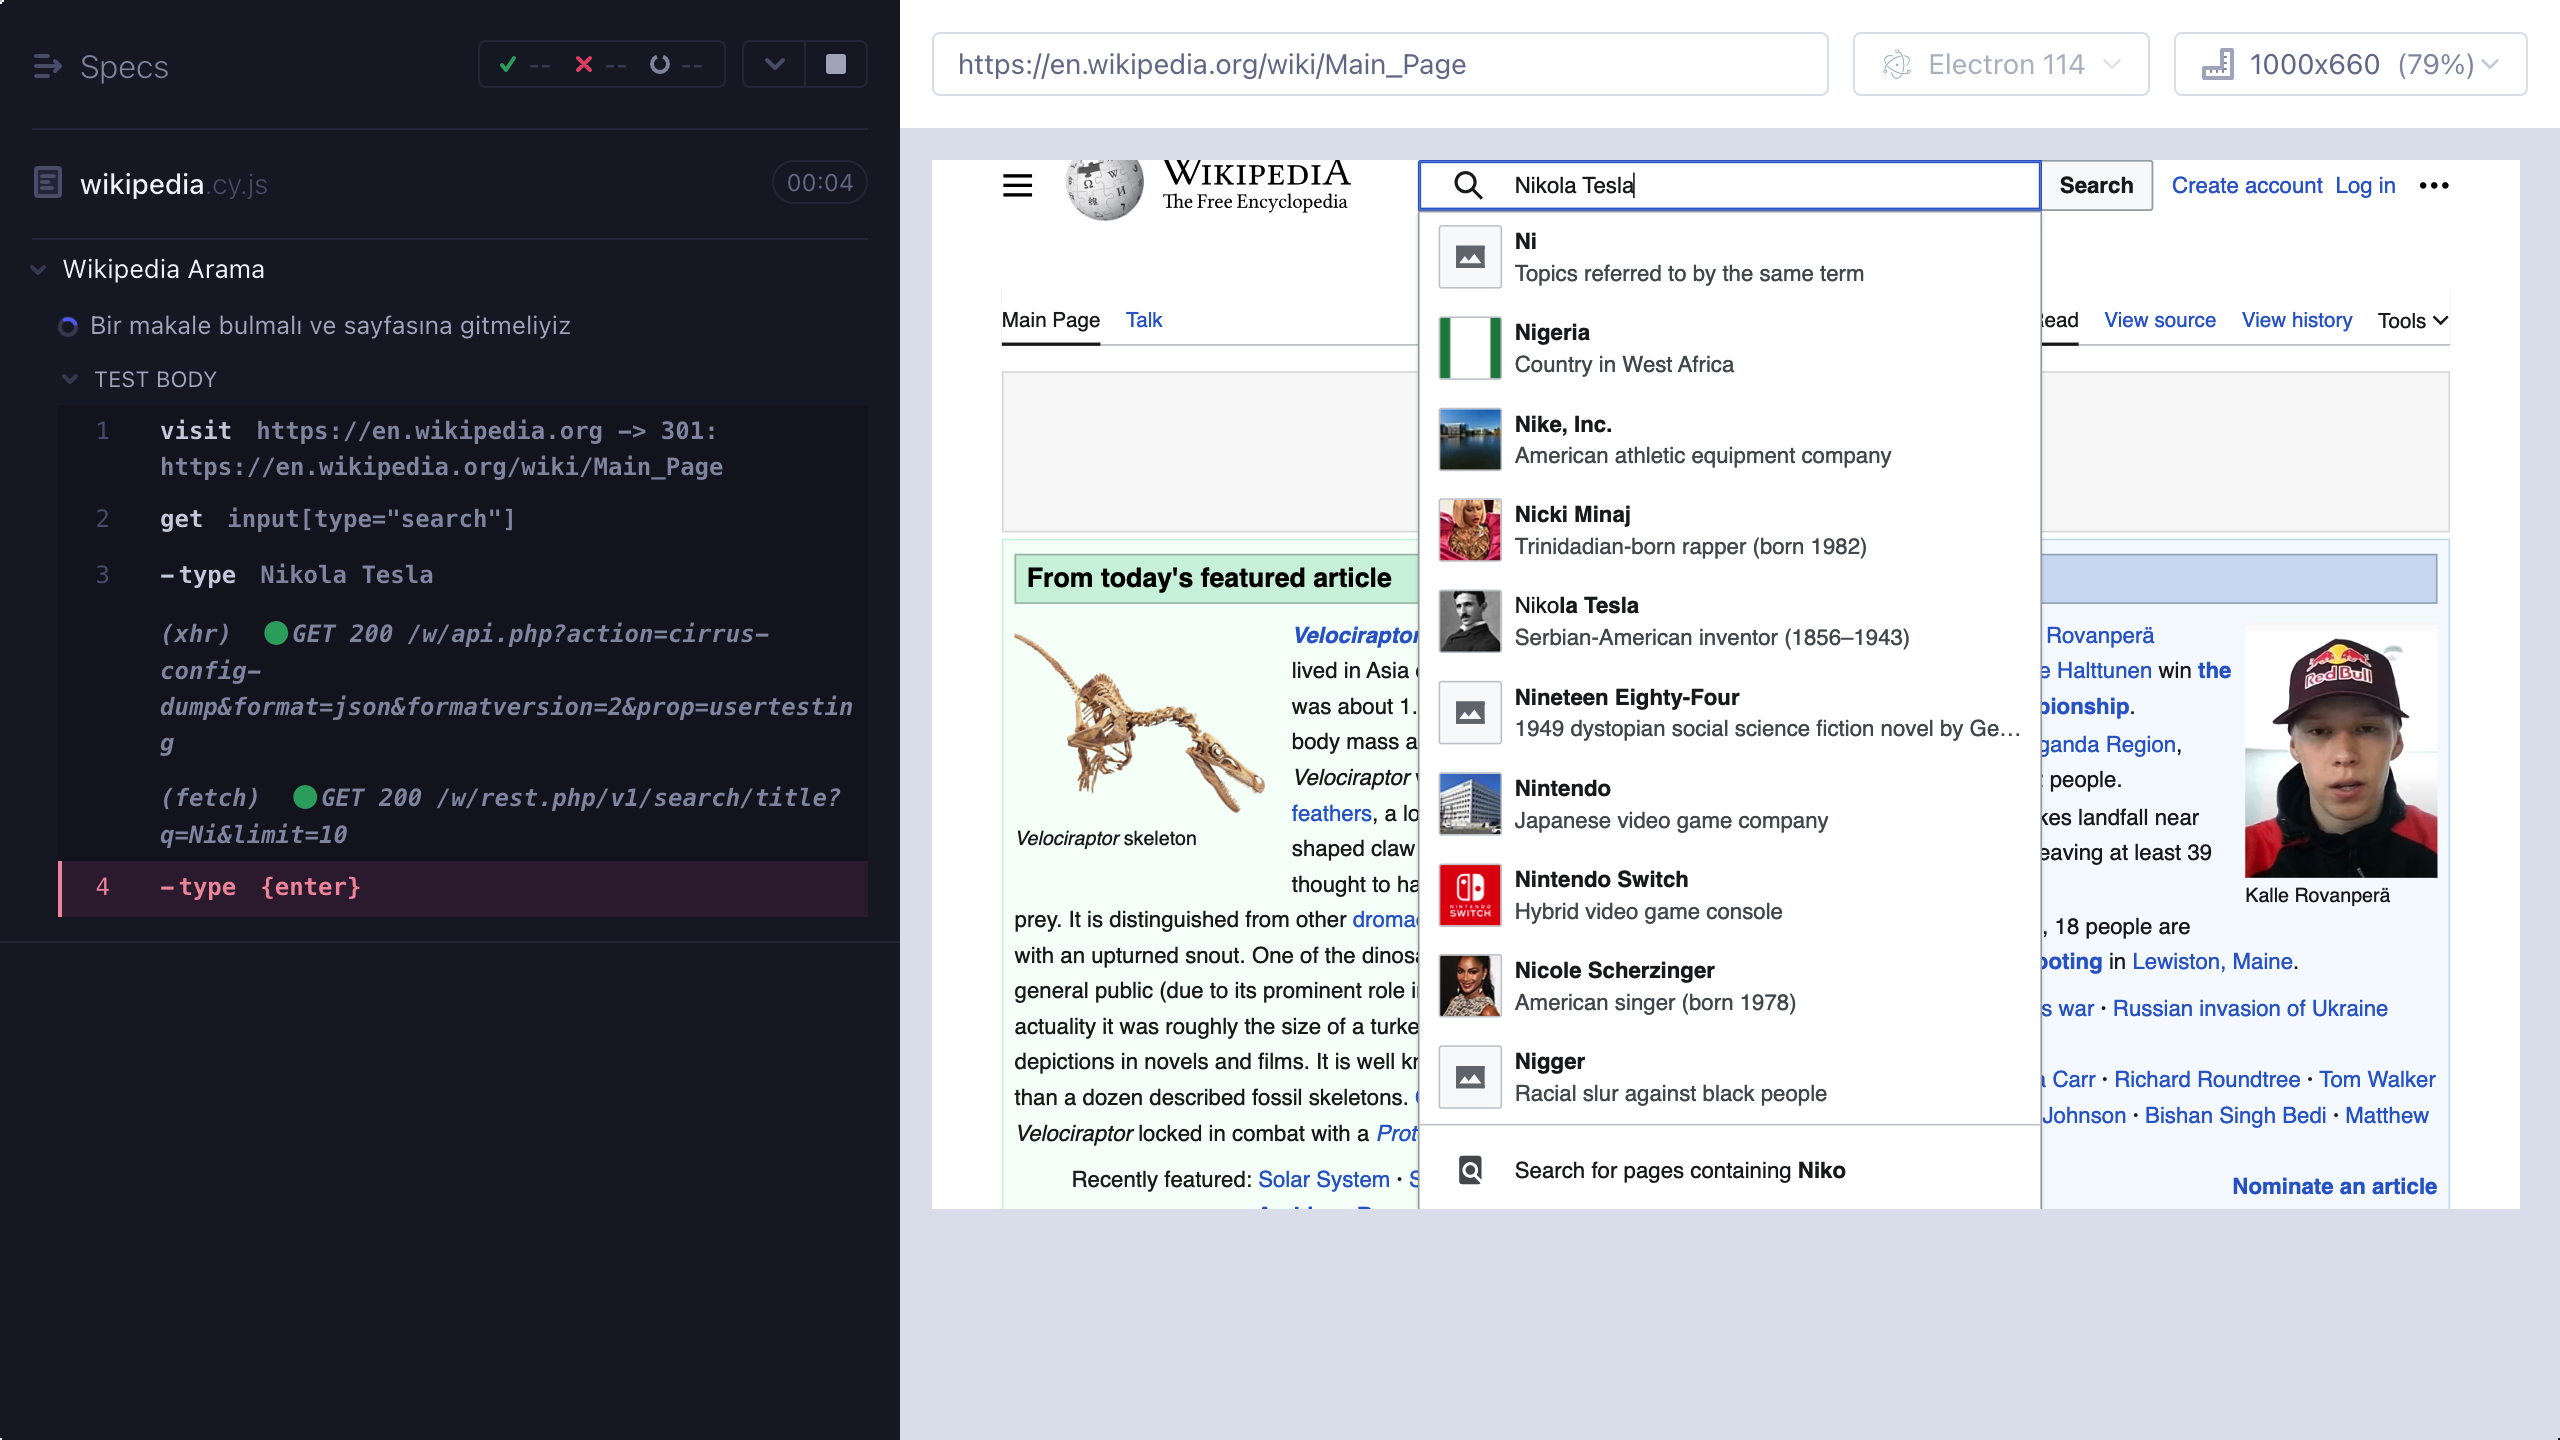 Specs
-- -- --
wikipedia.cy.js
00:04
Wikipedia Arama
Bir makale bulmalı ve sayfasına gitmeliyiz
TEST BODY
1 visit https://en.wikipedia.org -> 301:
https://en.wikipedia.org/wiki/Main_Page
2 get input[type="search"]
3 -type Nikola Tesla
(xhr) GET 200 /w/api.php?action=cirrus-
config-
dump&format=json&formatversion=2&prop=usertestin
g
(fetch) GET 200 /w/rest.php/v1/search/title?
q=Ni&limit=10
4 -type {enter}
https://en.wikipedia.org/wiki/Main_Page
Electron 114
1000x660 (79%)
WIKIPEDIA
The Free Encyclopedia
Nikola Tesla
Search
Create account Log in
Main Page Talk
View source View history Tools
From today's featured article
Velociraptor
lived in Asia
was about 1.
body mass a
Velociraptor
feathers, a lo
shaped claw
thought to ha
Velociraptor skeleton
prey. It is distinguished from other
with an upturned snout. One of the
general public (due to its prominent role
actuality it was roughly the size of a
depictions in novels and films. It is well
than a dozen described fossil skeletons.
Velociraptor locked in combat with a
Recently featured: Solar System ·
Ni
Topics referred to by the same term
Nigeria
Country in West Africa
Nike, Inc.
American athletic equipment company
Nicki Minaj
Trinidadian-born rapper (born 1982)
Nikola Tesla
Serbian-American inventor (1856–1943)
Nineteen Eighty-Four
1949 dystopian social science fiction novel by Ge…
Nintendo
Japanese video game company
Nintendo Switch
Hybrid video game console
NINTENDO
SWITCH
Nicole Scherzinger
American singer (born 1978)
Nigger
Racial slur against black people
Search for pages containing Niko
Rovanperä
Halttunen win the
Region,
people.
landfall near
at least 39
Red Bull
Kalle Rovanperä
, 18 people are
in Lewiston, Maine.
war · Russian invasion of Ukraine
Carr · Richard Roundtree · Tom Walker
Johnson · Bishan Singh Bedi · Matthew
Nominate an article